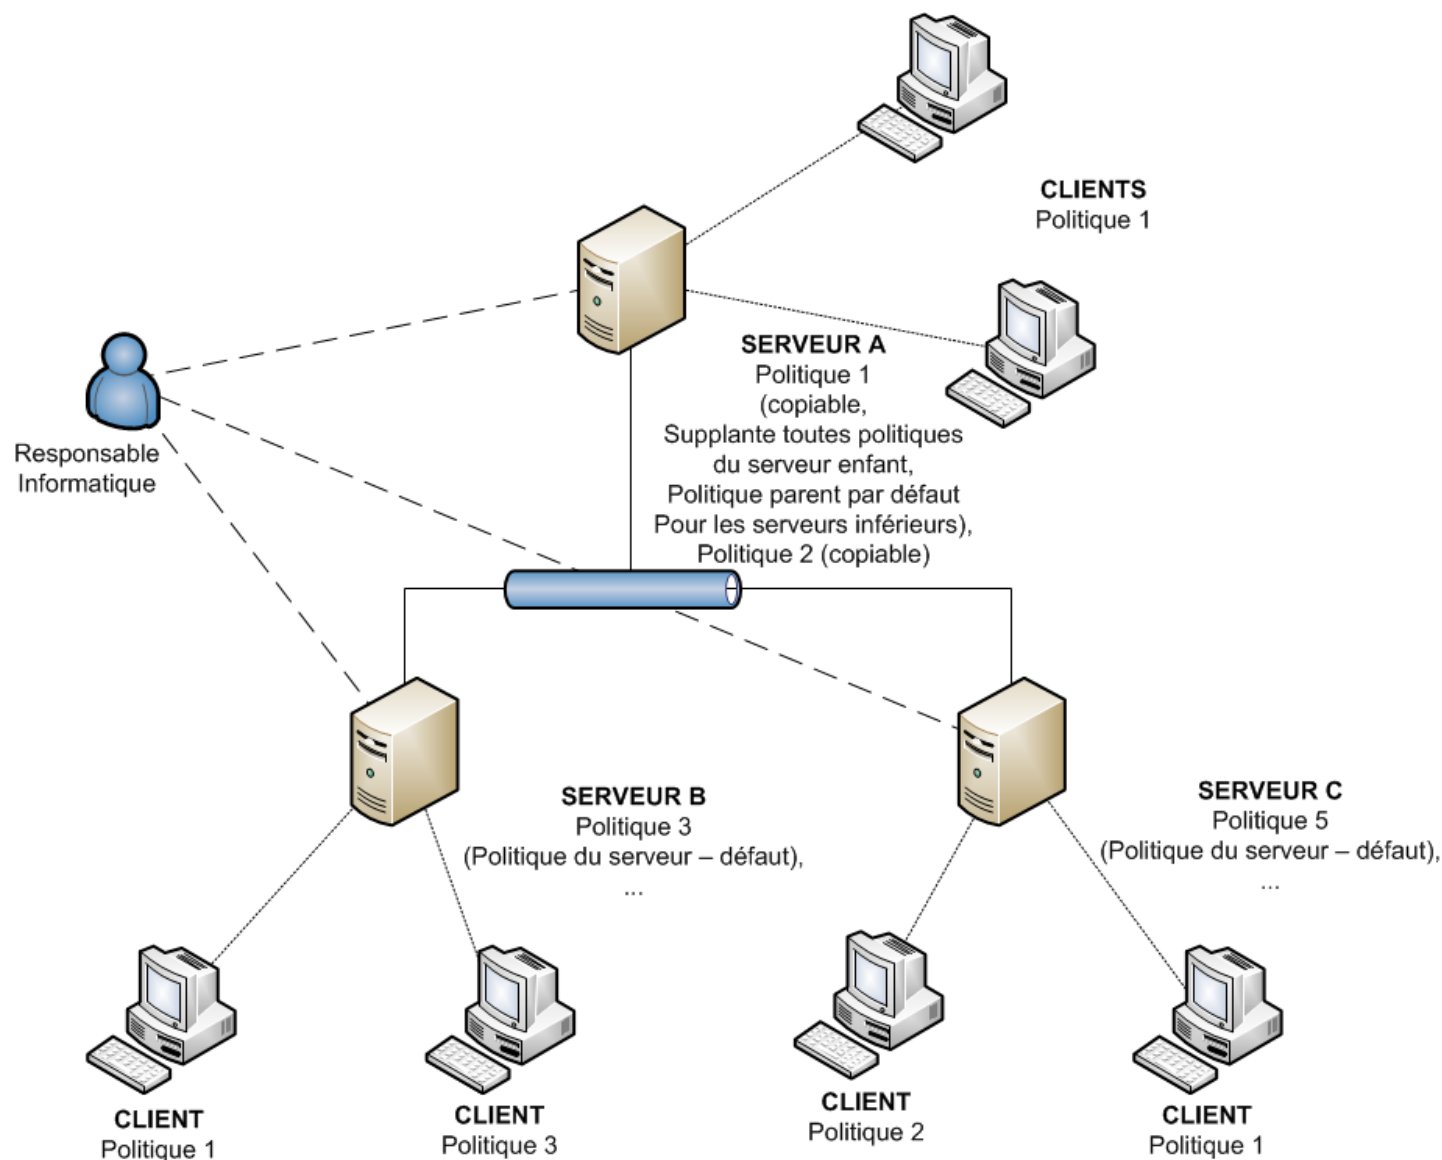 CLIENTS
Politique 1
SERVEUR A
Politique 1
(copiable,
Supplante toutes politiques
du serveur enfant,
Politique parent par défaut
Pour les serveurs inférieurs),
Politique 2 (copiable)
Responsable
Informatique
SERVEUR B
Politique 3
(Politique du serveur – défaut),
...
SERVEUR C
Politique 5
(Politique du serveur – défaut),
...
CLIENT
Politique 1
CLIENT
Politique 3
CLIENT
Politique 2
CLIENT
Politique 1